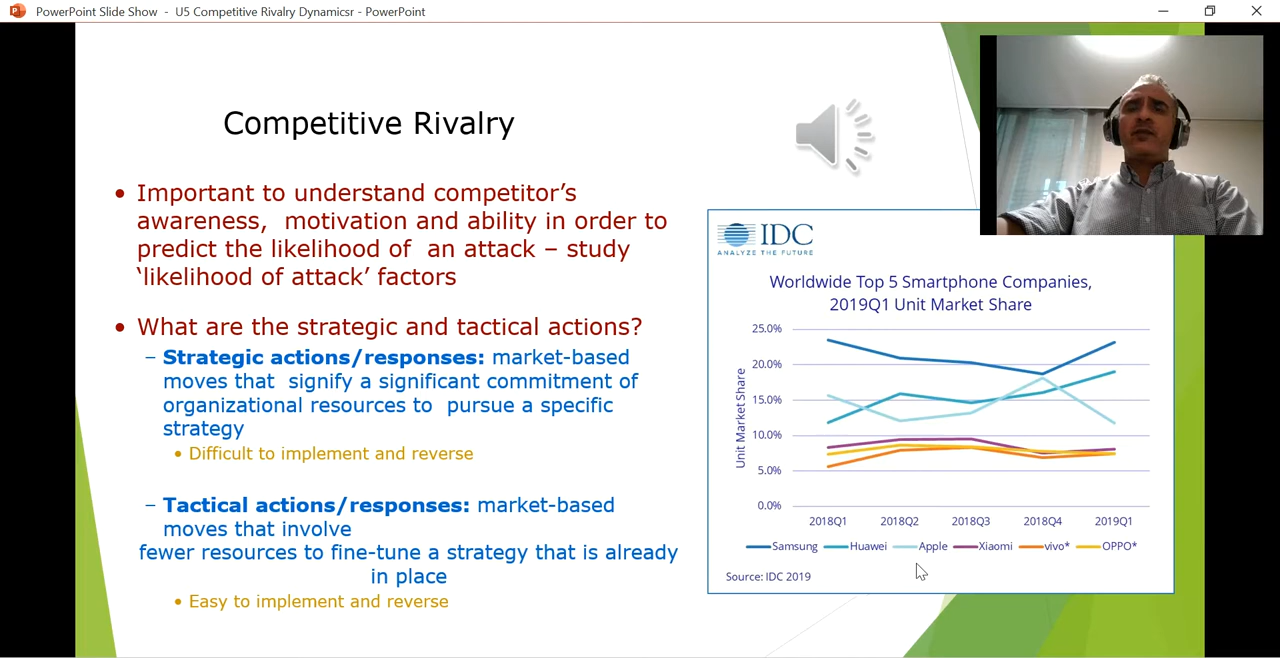 PowerPoint Slide Show - U5 Competitive Rivalry Dynamicsr - PowerPoint
Competitive Rivalry
• Important to understand competitor's
awareness, motivation and ability in order to
predict the likelihood of an attack – study
‘likelihood of attack’ factors
• What are the strategic and tactical actions?
– Strategic actions/responses: market-based
moves that signify a significant commitment of
organizational resources to pursue a specific
strategy
• Difficult to implement and reverse
– Tactical actions/responses: market-based
moves that involve
fewer resources to fine-tune a strategy that is already
in place
• Easy to implement and reverse
IDC
ANALYZE THE FUTURE
Worldwide Top 5 Smartphone Companies,
2019Q1 Unit Market Share
Unit Market Share
25.0%
20.0%
15.0%
10.0%
5.0%
0.0%
2018Q1 2018Q2 2018Q3 2018Q4 2019Q1
Samsung Huawei Apple Xiaomi vivo* OPPO*
Source: IDC 2019